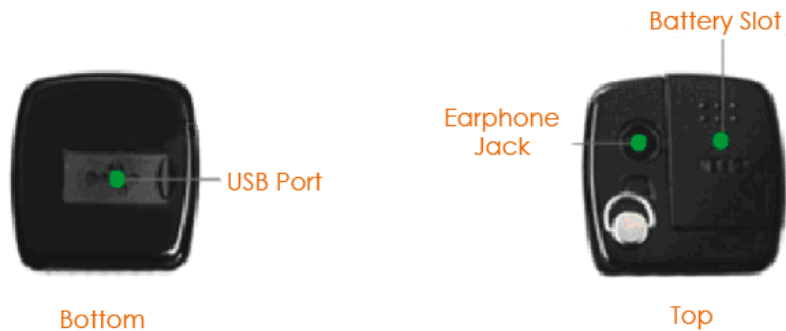 Battery Slot
Earphone
Jack
USB Port
Bottom
Top